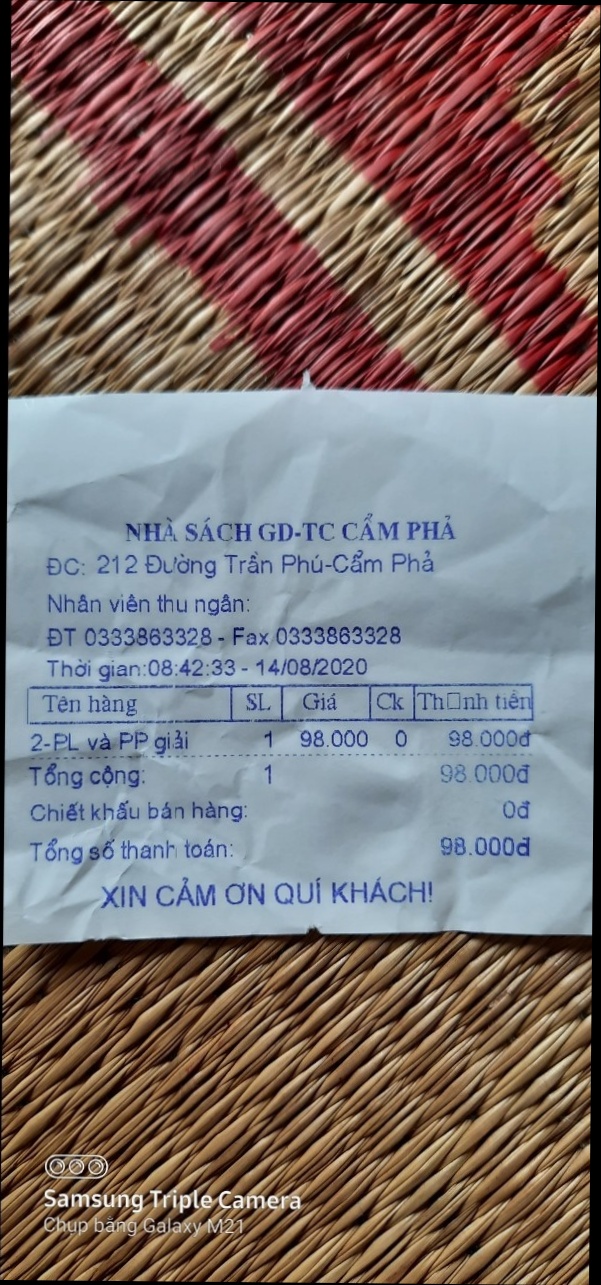 NHÀ SÁCH GD-TC CẨM PHẢ
ĐC: 212 Đường Trần Phú-Cẩm Phả
Nhân viên thu ngân:
ĐT 0333863328 - Fax 0333863328
Thời gian:08:42:33 - 14/08/2020
Tên hàng SL Giá Ck Th□nh tiền
2-PL và PP giải 1 98.000 0 98.000đ
Tổng cộng: 1 98.000đ
Chiết khấu bán hàng: 0đ
Tổng số thanh toán: 98.000đ
XIN CẢM ƠN QUÍ KHÁCH!
Samsung Triple Camera
Chụp bằng Galaxy M21